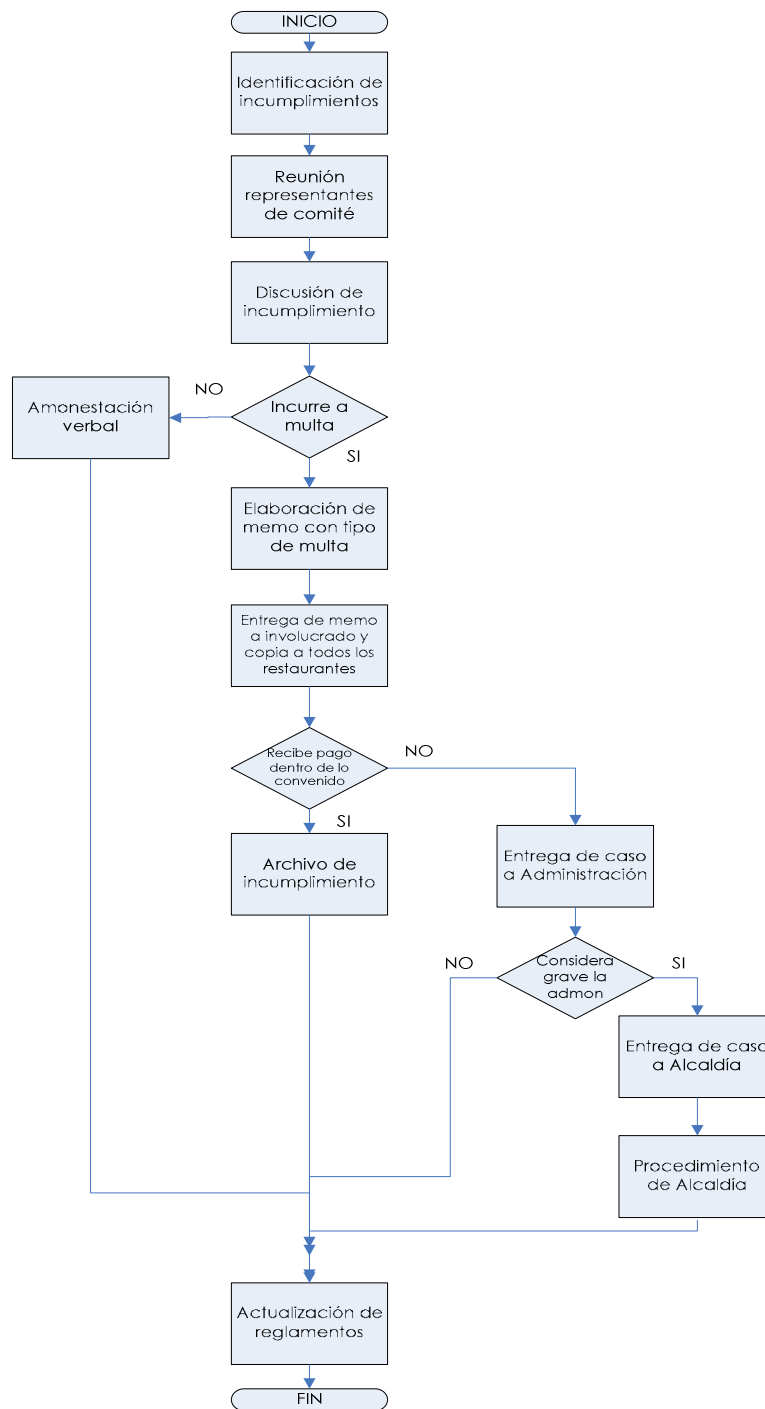 INICIO
Identificación de
incumplimientos
Reunión
representantes
de comité
Discusión de
incumplimiento
NO
Amonestación
verbal
Incurre a
multa
SI
Elaboración de
memo con tipo
de multa
Entrega de memo
a involucrado y
copia a todos los
restaurantes
Recibe pago
dentro de lo
convenido
NO
SI
Archivo de
incumplimiento
Entrega de caso
a Administración
NO
Considera
grave la
admon
SI
Entrega de caso
a Alcaldía
Procedimiento
de Alcaldía
Actualización de
reglamentos
FIN